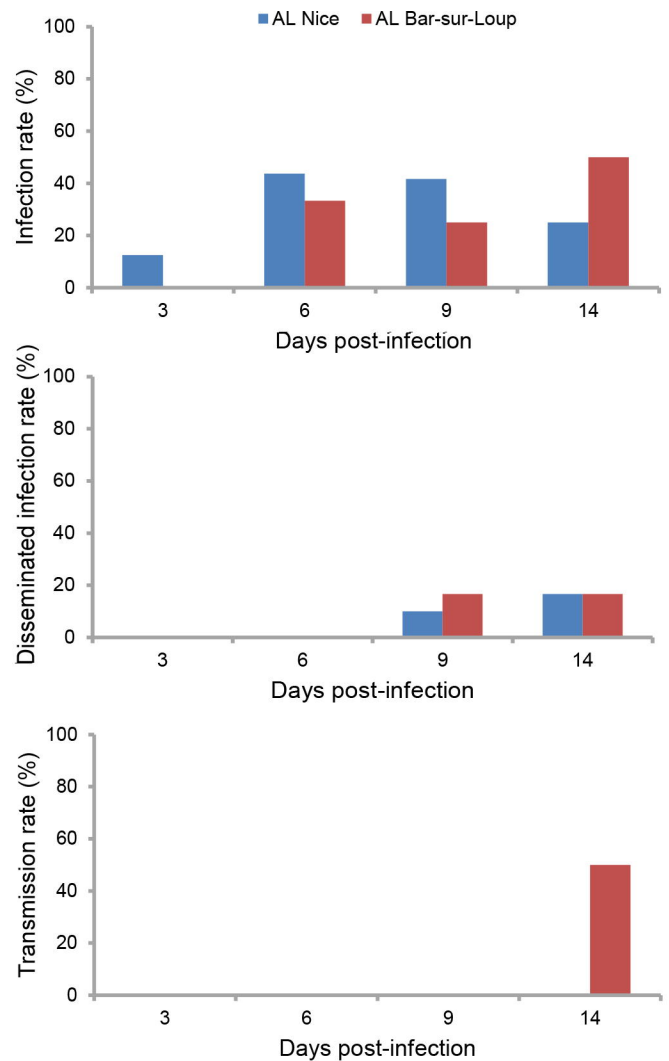 AL Nice AL Bar-sur-Loup
Infection rate (%)
100
80
60
40
20
0
3 6 9 14
Days post-infection
Disseminated infection rate (%)
100
80
60
40
20
0
3 6 9 14
Days post-infection
Transmission rate (%)
100
80
60
40
20
0
3 6 9 14
Days post-infection